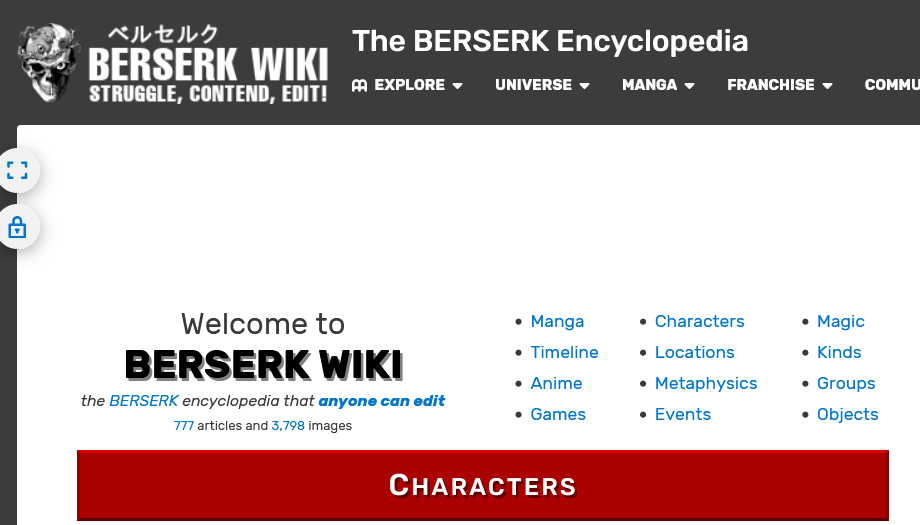 ベルセルク
BERSERK WIKI
STRUGGLE, CONTEND, EDIT!
The BERSERK Encyclopedia
EXPLORE UNIVERSE MANGA FRANCHISE COMMU
Welcome to
BERSERK WIKI
the BERSERK encyclopedia that anyone can edit
777 articles and 3,798 images
Manga
Timeline
Anime
Games
Characters
Locations
Metaphysics
Events
Magic
Kinds
Groups
Objects
CHARACTERS